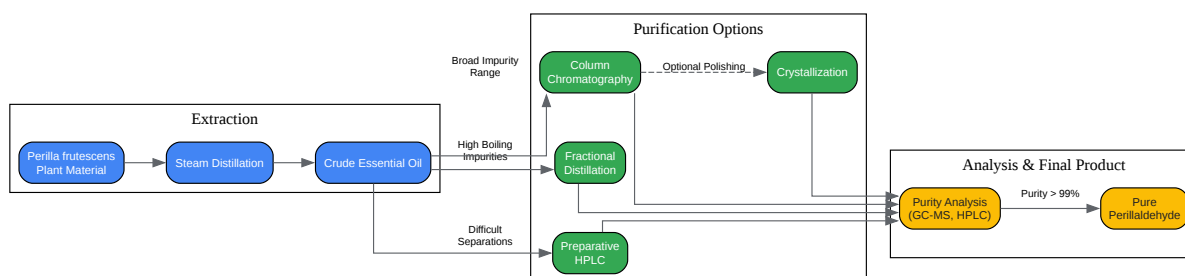 Purification Options
Broad Impurity
Range
Column
Chromatography
Optional Polishing
Crystallization
Extraction
Perilla frutescens
Plant Material
Steam Distillation
Crude Essential Oil
High Boiling
Impurities
Fractional
Distillation
Difficult
Separations
Preparative
HPLC
Analysis & Final Product
Purity Analysis
(GC-MS, HPLC)
Purity > 99%
Pure
Perillaldehyde